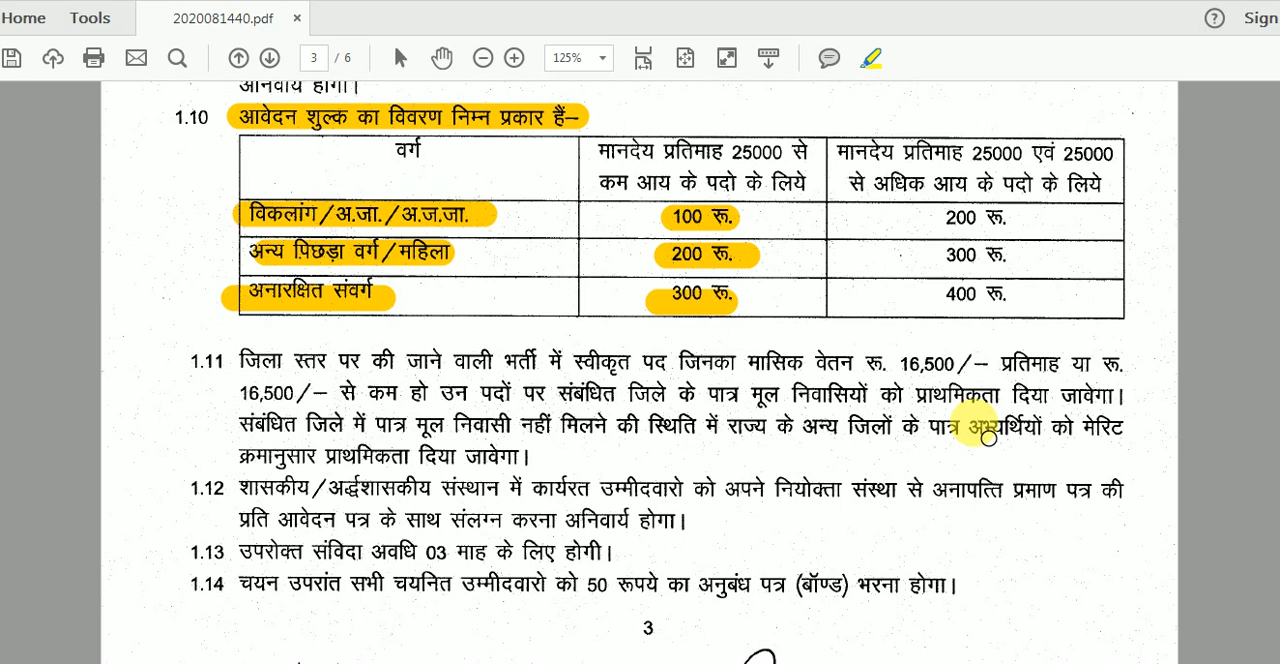 Home Tools 2020081440.pdf × ? Sign
3 / 6 125%
अनिवार्य होगा।
1.10 आवेदन शुल्क का विवरण निम्न प्रकार हैं–
वर्ग
मानदेय प्रतिमाह 25000 से
कम आय के पदो के लिये
मानदेय प्रतिमाह 25000 एवं 25000
से अधिक आय के पदो के लिये
विकलांग/अ.जा./अ.ज.जा. 100 रू. 200 रू.
अन्य पिछड़ा वर्ग/महिला 200 रू. 300 रू.
अनारक्षित संवर्ग 300 रू. 400 रू.
1.11 जिला स्तर पर की जाने वाली भर्ती में स्वीकृत पद जिनका मासिक वेतन रू. 16,500/– प्रतिमाह या रू.
16,500/– से कम हो उन पदों पर संबंधित जिले के पात्र मूल निवासियों को प्राथमिकता दिया जावेगा।
संबंधित जिले में पात्र मूल निवासी नहीं मिलने की स्थिति में राज्य के अन्य जिलों के पात्र अभ्यर्थियों को मेरिट
क्रमानुसार प्राथमिकता दिया जावेगा।
1.12 शासकीय/अर्द्धशासकीय संस्थान में कार्यरत उम्मीदवारो को अपने नियोक्ता संस्था से अनापत्ति प्रमाण पत्र की
प्रति आवेदन पत्र के साथ संलग्न करना अनिवार्य होगा।
1.13 उपरोक्त संविदा अवधि 03 माह के लिए होगी।
1.14 चयन उपरांत सभी चयनित उम्मीदवारो को 50 रूपये का अनुबंध पत्र (बॉण्ड) भरना होगा।
3